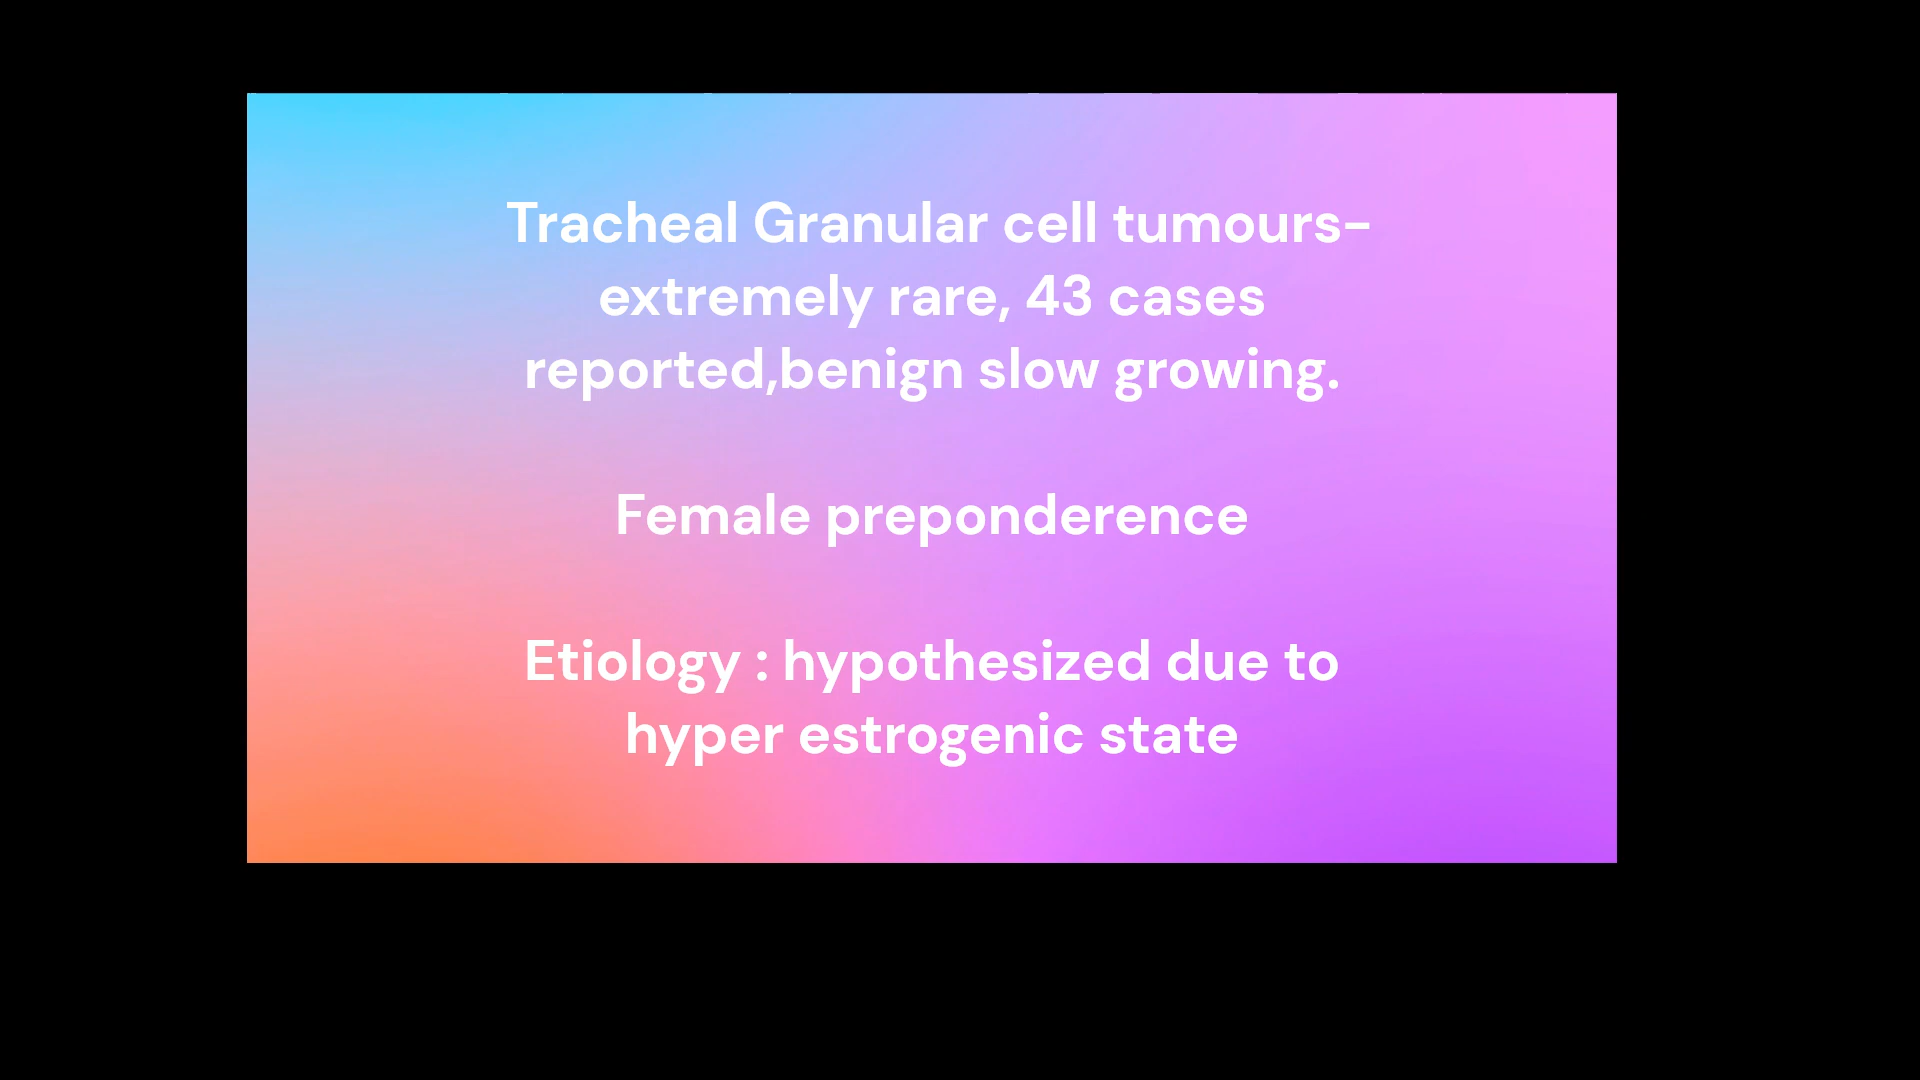 Tracheal Granular cell tumours-
extremely rare, 43 cases
reported,benign slow growing.
Female preponderence
Etiology : hypothesized due to
hyper estrogenic state